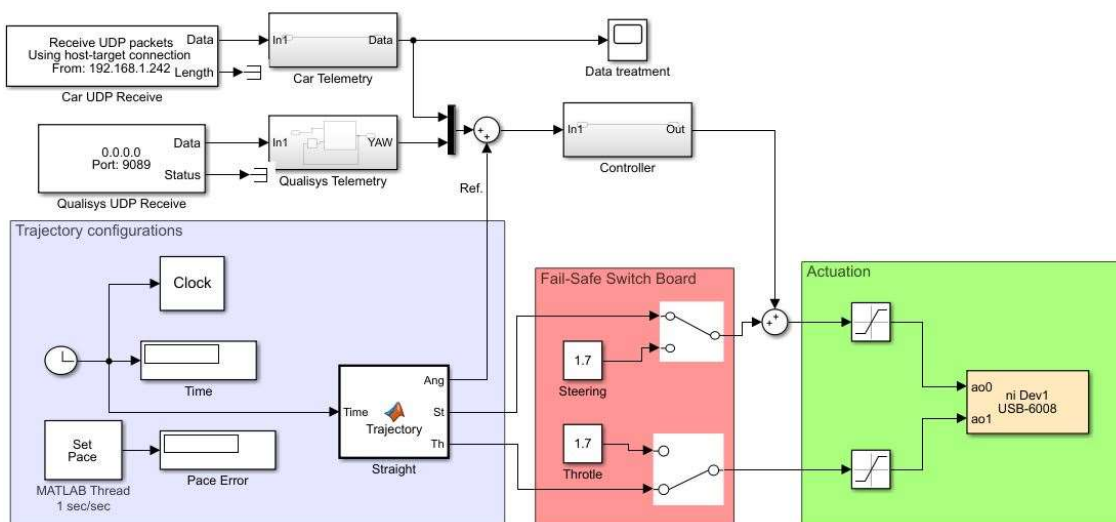 Receive UDP packets
Using host-target connection
From: 192.168.1.242
Data
Length
Car UDP Receive
In1
Data
Car Telemetry
Data treatment
0.0.0.0
Port: 9089
Data
Status
Qualisys UDP Receive
In1
YAW
Qualisys Telemetry
+
+
Ref.
In1
Out
Controller
Trajectory configurations
Clock
Time
Set
Pace
MATLAB Thread
1 sec/sec
Pace Error
Time
Trajectory
Ang
St
Th
Straight
Fail-Safe Switch Board
1.7
Steering
1.7
Throtle
+
+
Actuation
ao0
ao1
ni Dev1
USB-6008